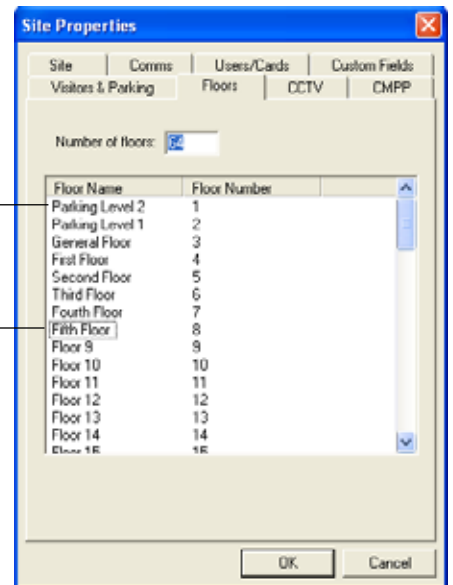 Site Properties
Site Comms Users/Cards Custom Fields
Visitors & Parking Floors CCTV CMPP
Number of floors: 64
Floor Name Floor Number
Parking Level 2 1
Parking Level 1 2
General Floor 3
First Floor 4
Second Floor 5
Third Floor 6
Fourth Floor 7
Fifth Floor 8
Floor 9 9
Floor 10 10
Floor 11 11
Floor 12 12
Floor 13 13
Floor 14 14
Floor 15 15
OK Cancel